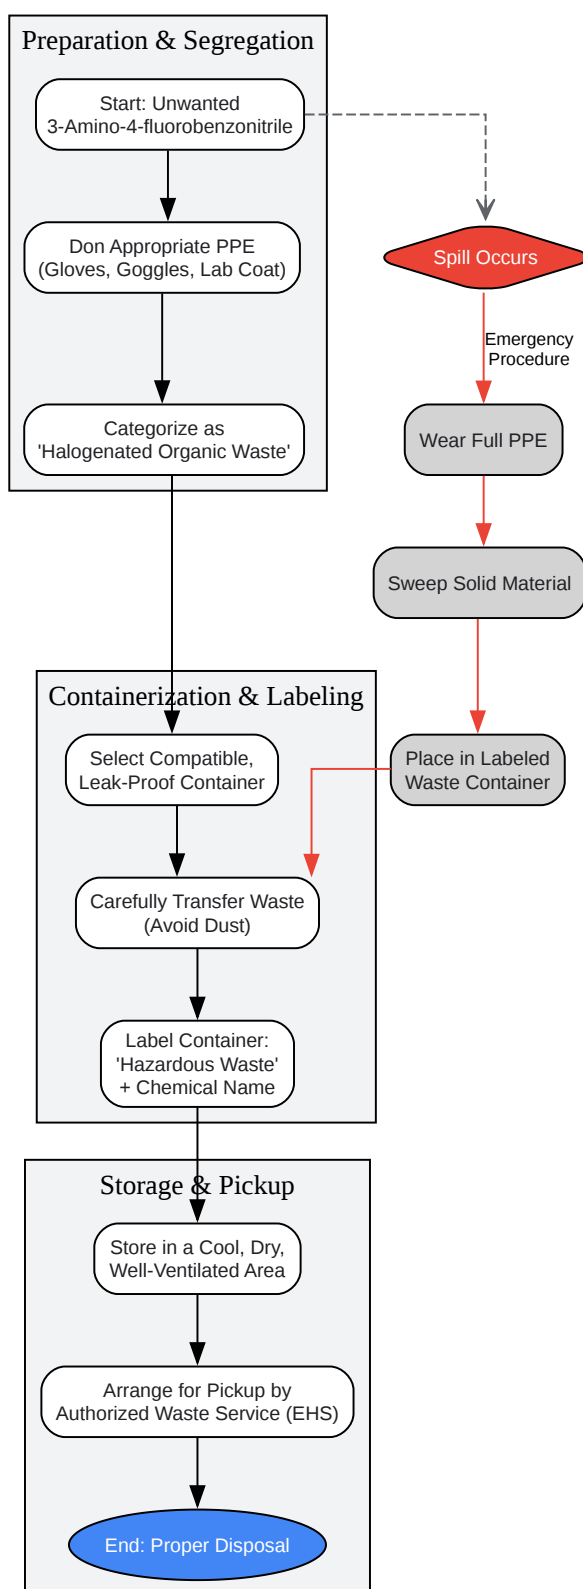 Preparation & Segregation
Start: Unwanted
3-Amino-4-fluorobenzonitrile
Don Appropriate PPE
(Gloves, Goggles, Lab Coat)
Spill Occurs
Emergency
Procedure
Categorize as
'Halogenated Organic Waste'
Wear Full PPE
Sweep Solid Material
Containerization & Labeling
Select Compatible,
Leak-Proof Container
Place in Labeled
Waste Container
Carefully Transfer Waste
(Avoid Dust)
Label Container:
'Hazardous Waste'
+ Chemical Name
Storage & Pickup
Store in a Cool, Dry,
Well-Ventilated Area
Arrange for Pickup by
Authorized Waste Service (EHS)
End: Proper Disposal